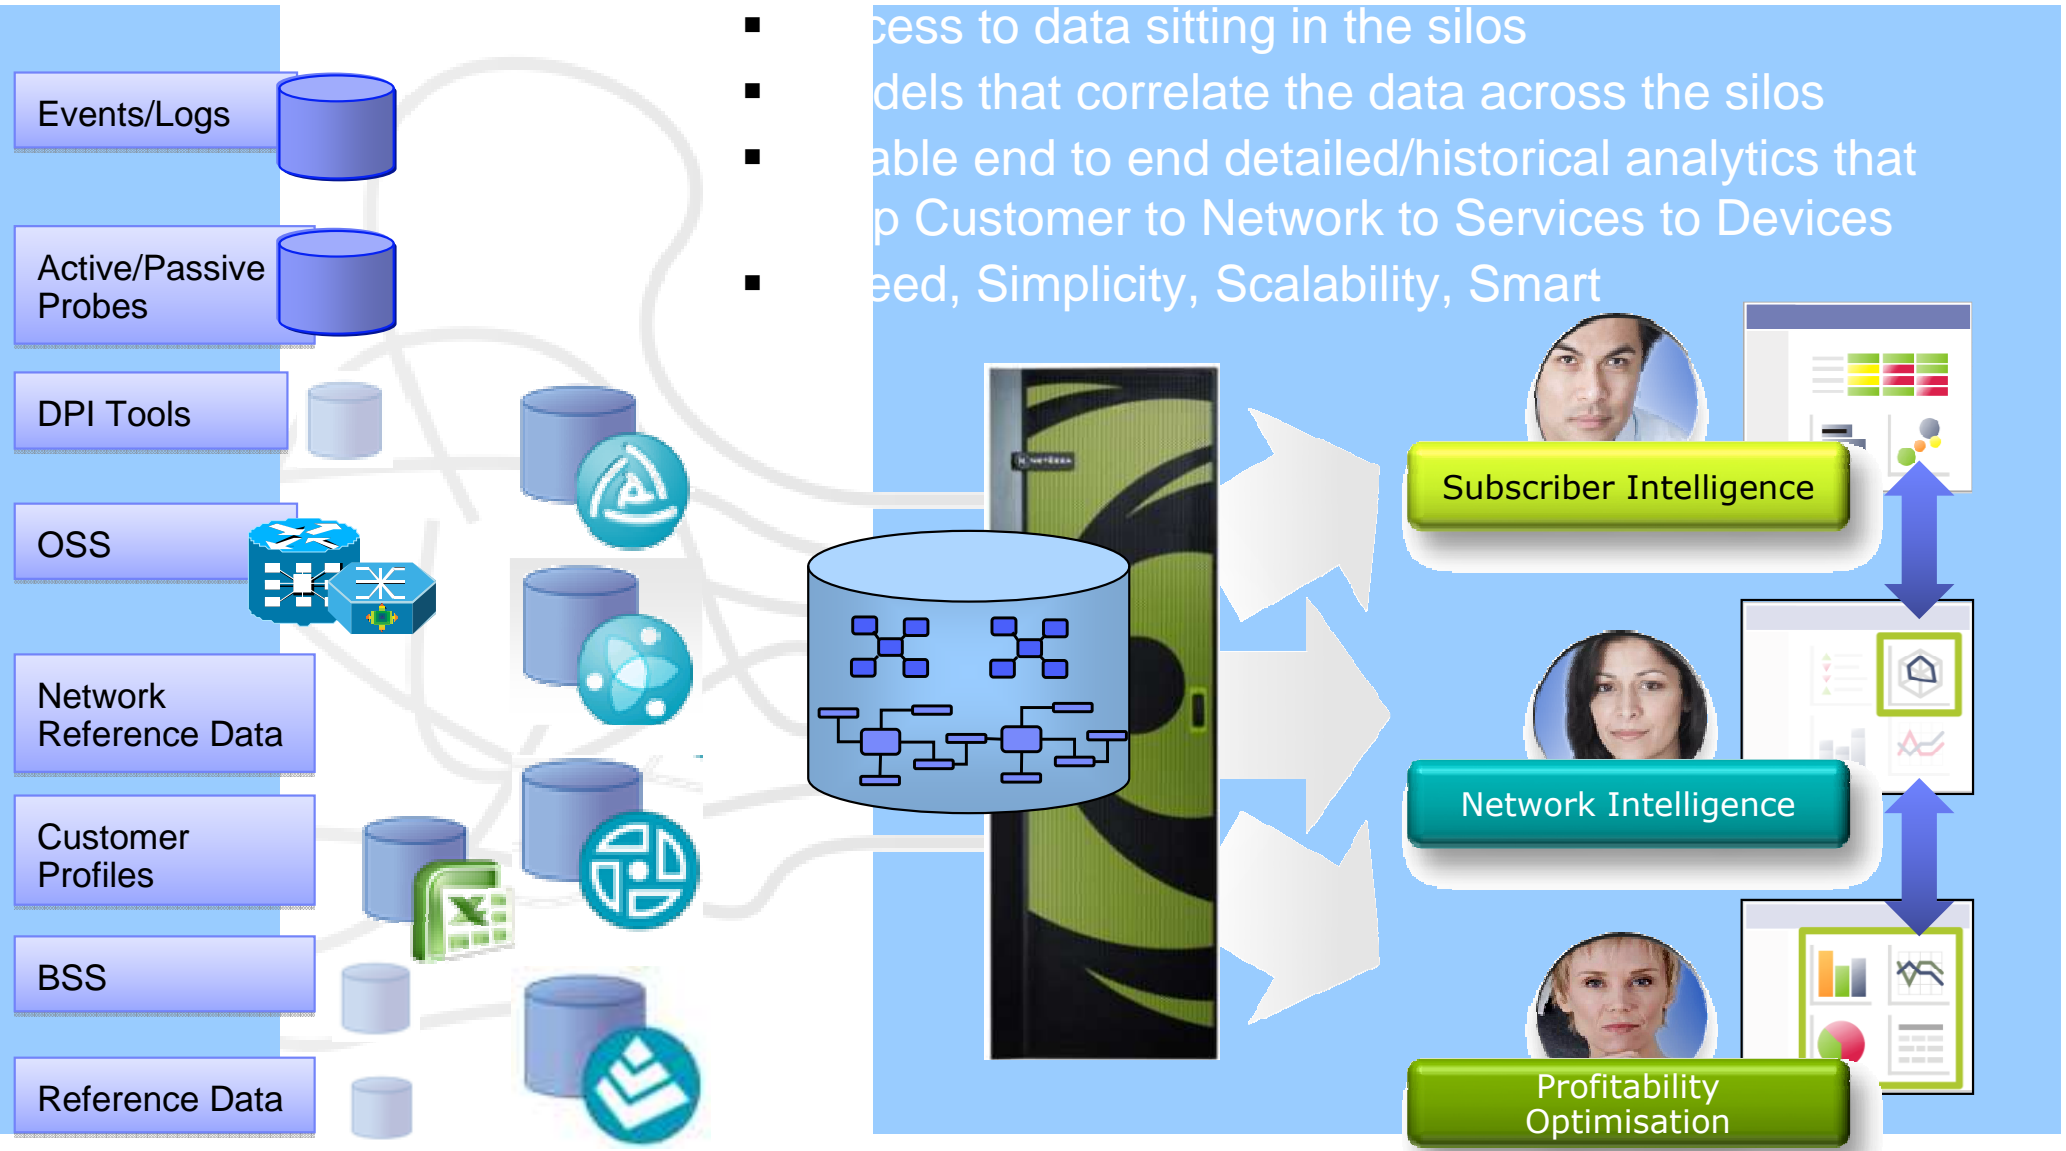 ▪ cess to data sitting in the silos
▪ dels that correlate the data across the silos
▪ able end to end detailed/historical analytics that
p Customer to Network to Services to Devices
▪ eed, Simplicity, Scalability, Smart
Events/Logs
Active/Passive
Probes
DPI Tools
OSS
Network
Reference Data
Customer
Profiles
BSS
Reference Data
NETEZZA
Subscriber Intelligence
Network Intelligence
Profitability
Optimisation